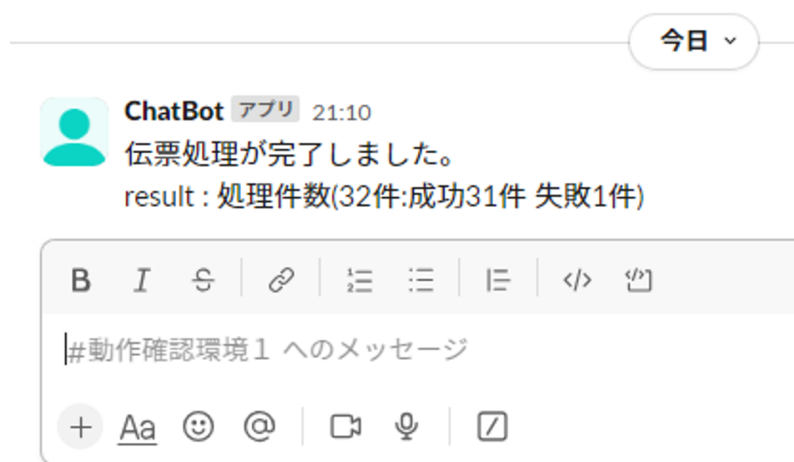 今日
ChatBot アプリ 21:10
伝票処理が完了しました。
result : 処理件数(32件:成功31件 失敗1件)
B I S
#動作確認環境１ へのメッセージ
Aa